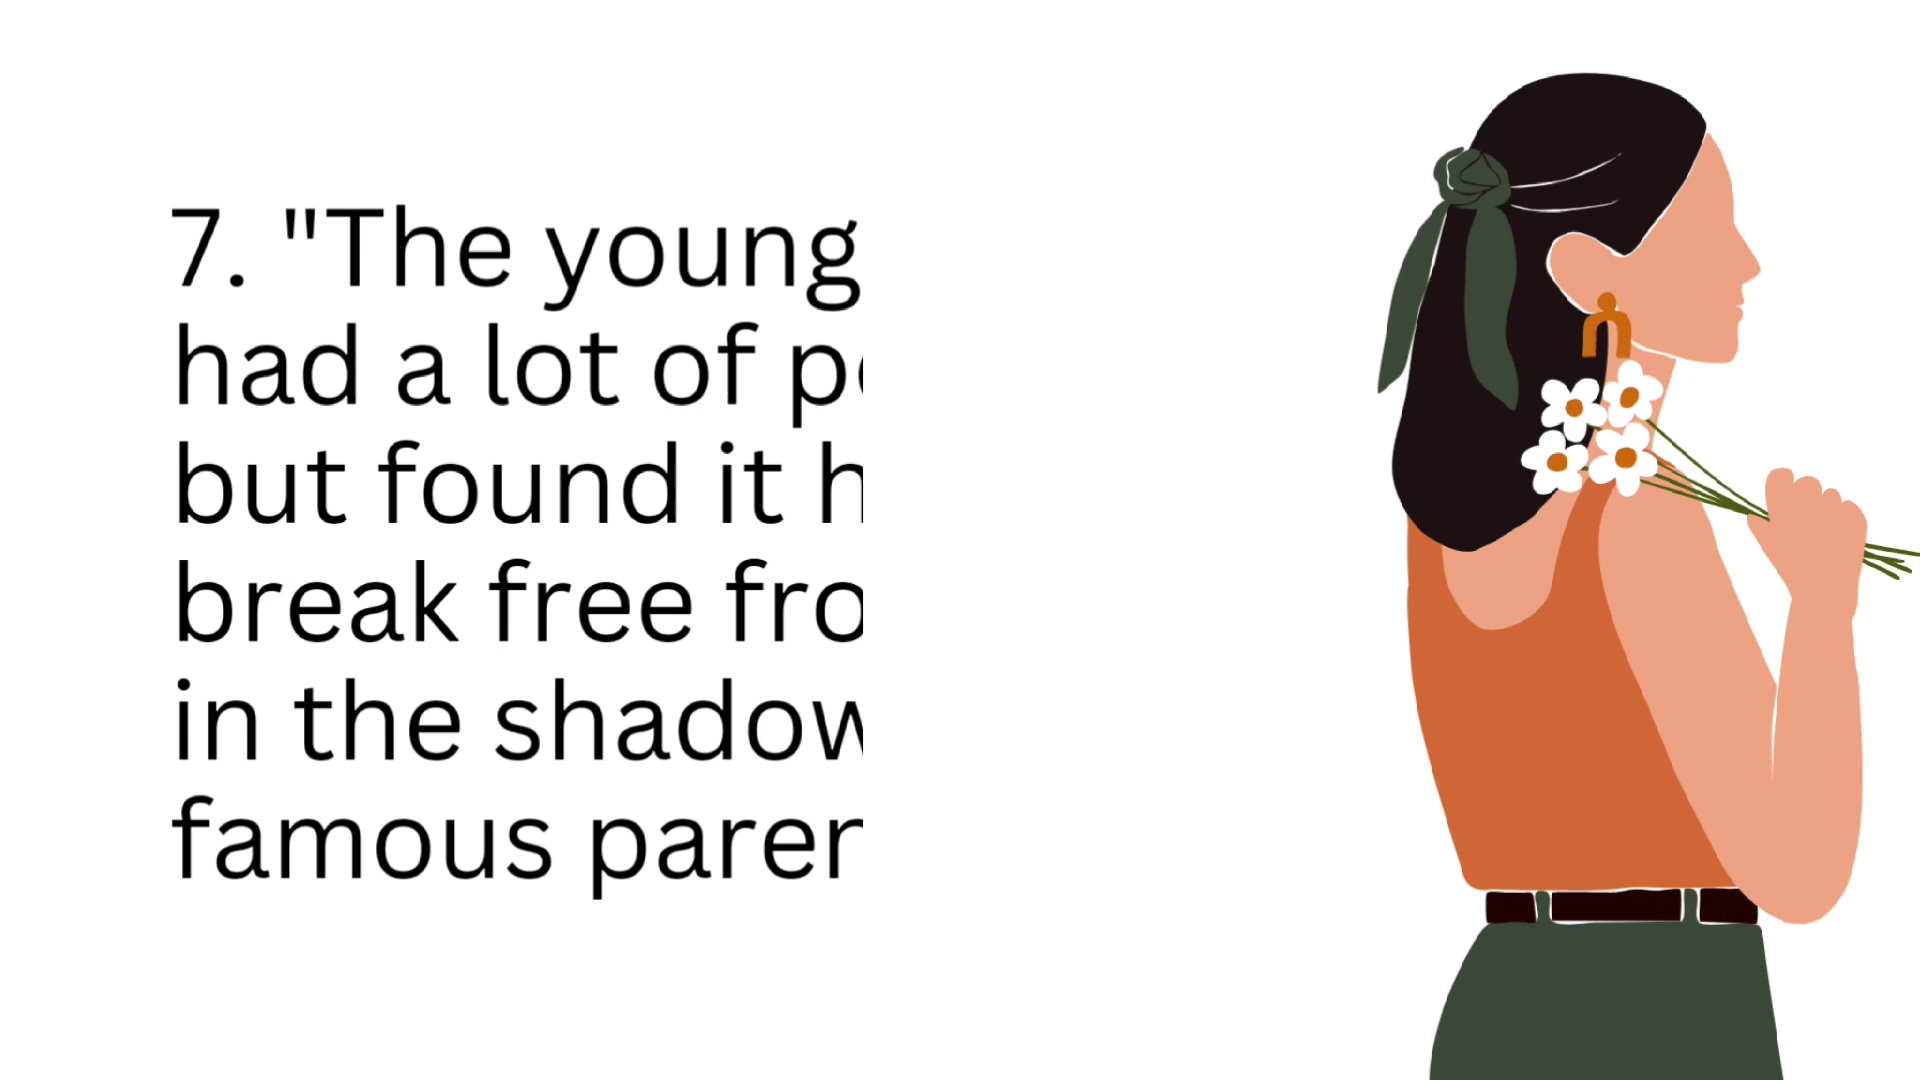 7. "The young
had a lot of
but found it
break free
in the
famous